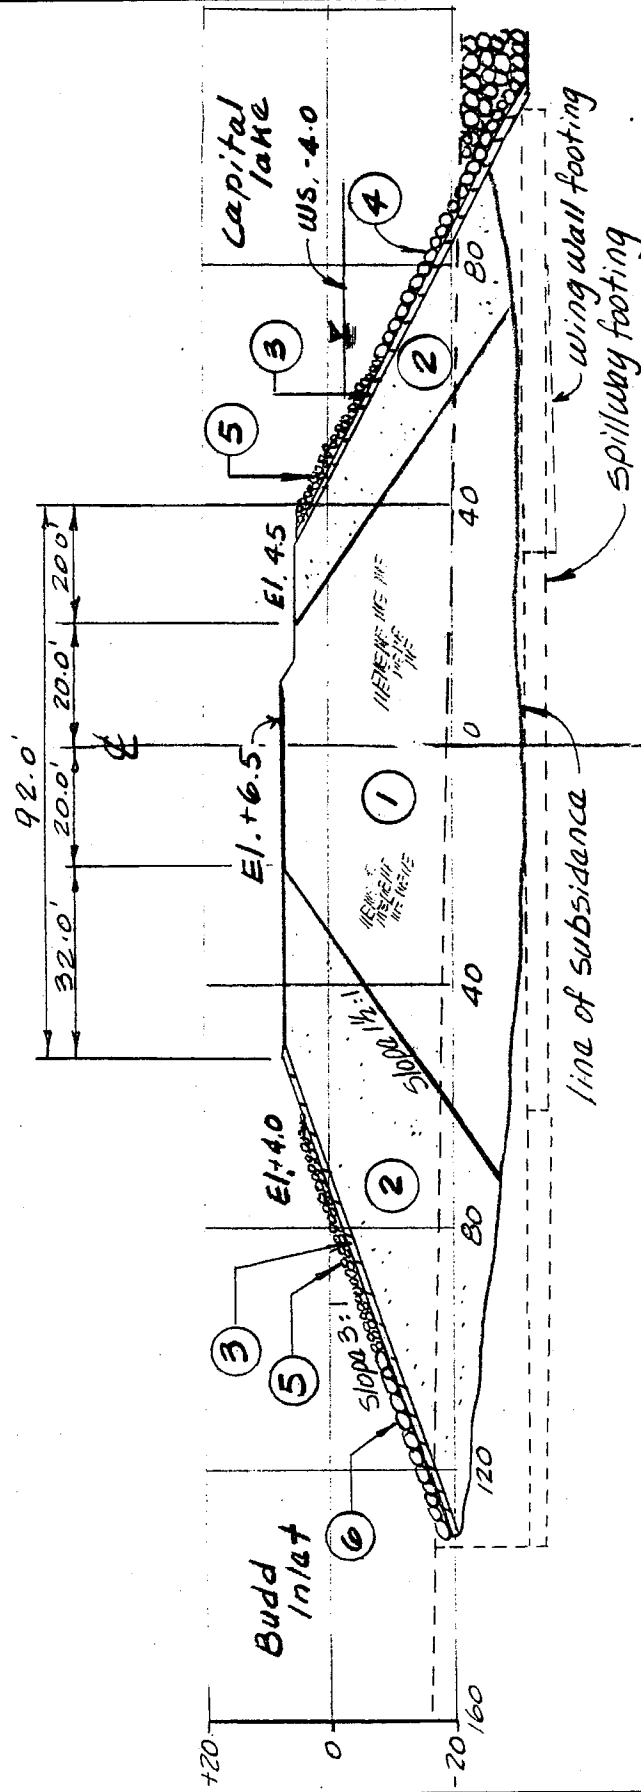 92.0'
32.0'
20.0'
20.0'
20 0'
℄
Budd
Inlet
Capital
lake
WS. -4.0
El. +4.0
El. +6.5
El. 4.5
3
5
6
Slope 3:1
2
Slope 1½:1
1
5
3
4
2
+20
0
-20
160
120
80
40
0
40
80
line of subsidance
wing wall footing
spillway footing